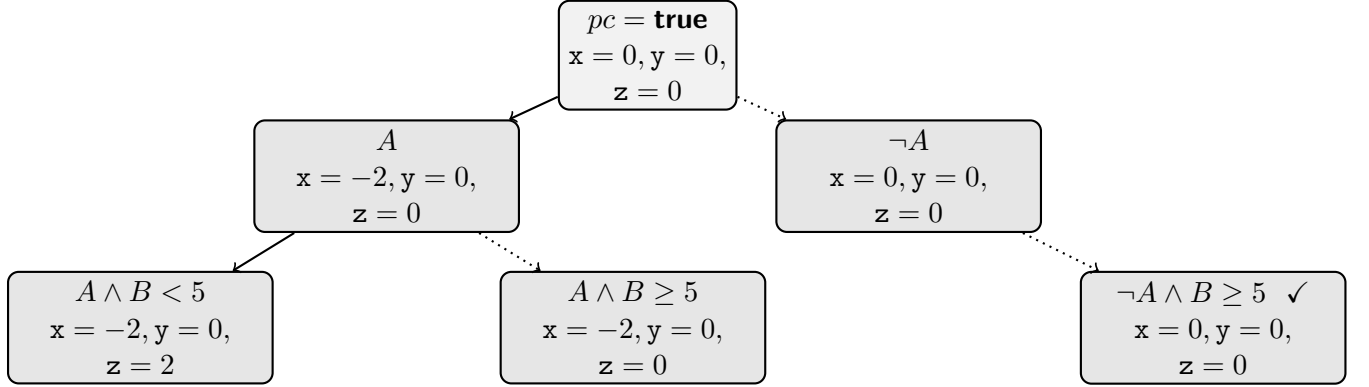 pc = true
x = 0, y = 0,
z = 0
A
x = −2, y = 0,
z = 0
¬A
x = 0, y = 0,
z = 0
A ∧ B < 5
x = −2, y = 0,
z = 2
A ∧ B ≥ 5
x = −2, y = 0,
z = 0
¬A ∧ B ≥ 5 ✓
x = 0, y = 0,
z = 0